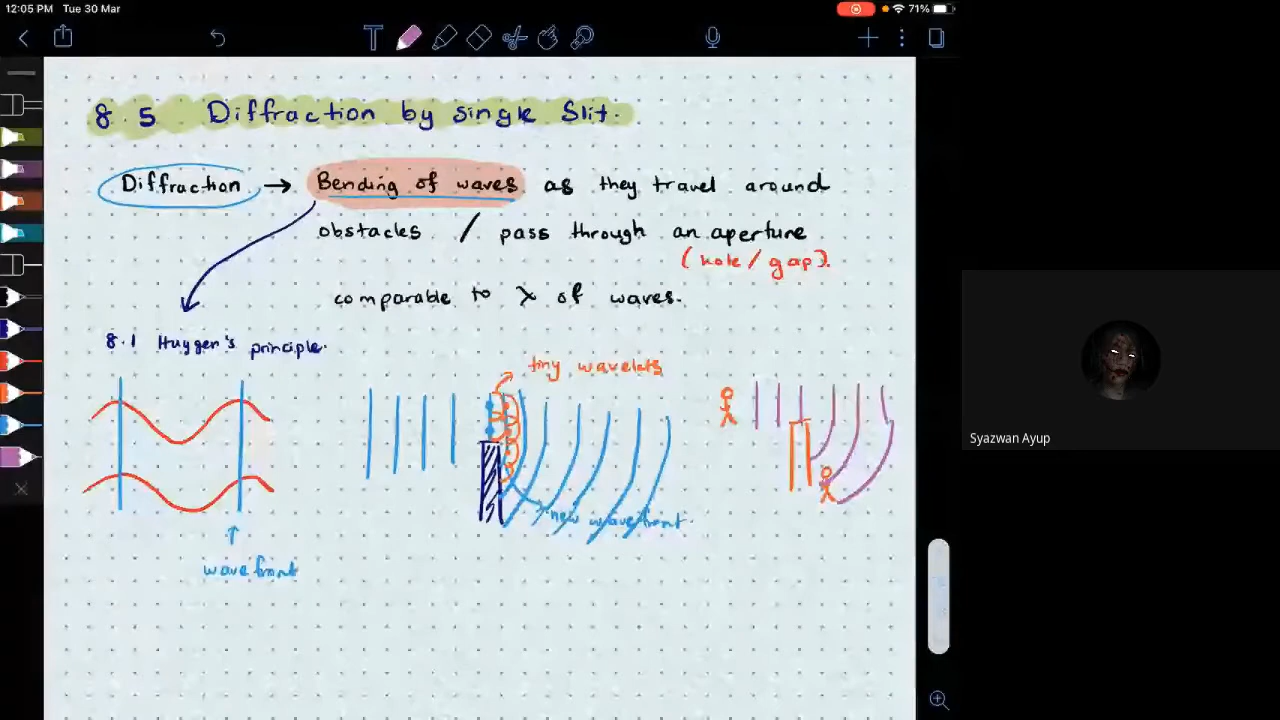 12:05 PM Tue 30 Mar
71%
8.5 Diffraction by single Slit.
Diffraction → Bending of waves as they travel around
obstacles / pass through an aperture
(hole / gap).
comparable to λ of waves.
8.1 Huygen's principle.
tiny wavelets
new wavefront.
wavefront
Syazwan Ayup